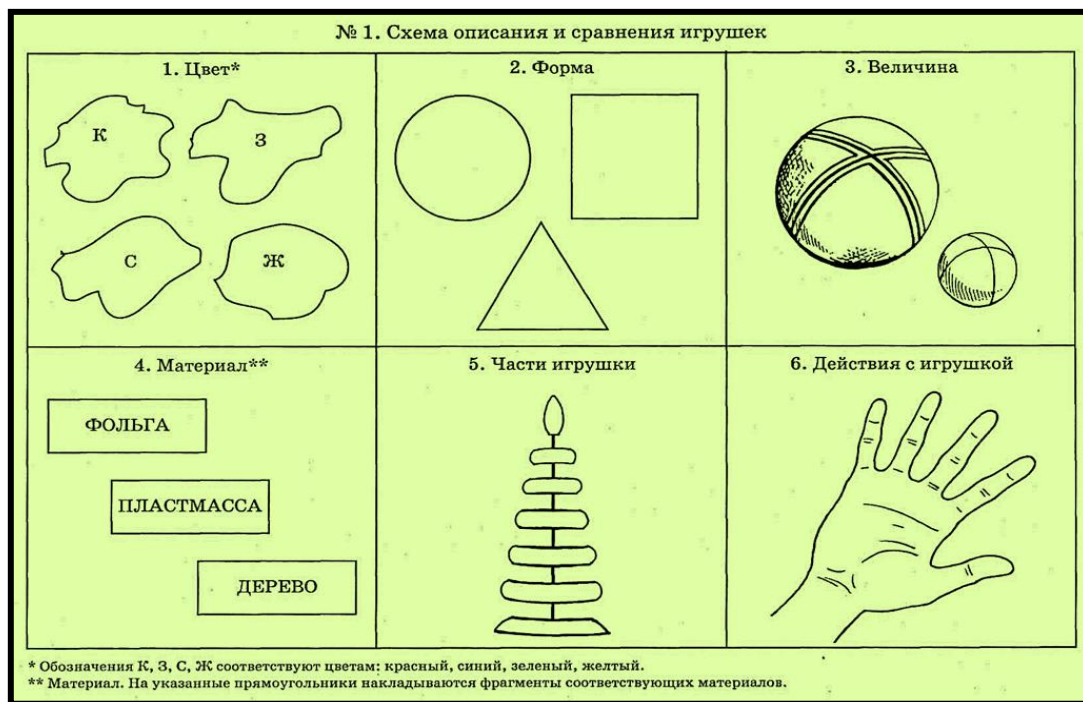 № 1. Схема описания и сравнения игрушек
1. Цвет*
К
З
С
Ж
2. Форма
3. Величина
4. Материал**
ФОЛЬГА
ПЛАСТМАССА
ДЕРЕВО
5. Части игрушки
6. Действия с игрушкой
* Обозначения К, З, С, Ж соответствуют цветам: красный, синий, зеленый, желтый.
** Материал. На указанные прямоугольники накладываются фрагменты соответствующих материалов.